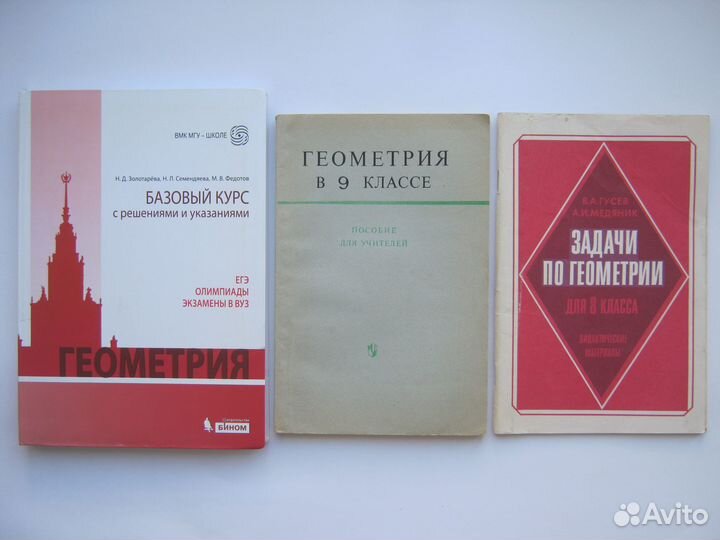 ВМК МГУ – ШКОЛЕ
Н. Д. Золотарёва, Н. Л. Семендяева, М. В. Федотов
БАЗОВЫЙ КУРС
с решениями и указаниями
ЕГЭ
ОЛИМПИАДЫ
ЭКЗАМЕНЫ В ВУЗ
ГЕОМЕТРИЯ
Издательство
БИНОМ
ГЕОМЕТРИЯ
В 9 КЛАССЕ
ПОСОБИЕ
ДЛЯ УЧИТЕЛЕЙ
В.А.ГУСЕВ
А.И.МЕДЯНИК
ЗАДАЧИ
ПО ГЕОМЕТРИИ
ДЛЯ 8 КЛАССА
ДИДАКТИЧЕСКИЕ
МАТЕРИАЛЫ
Avito